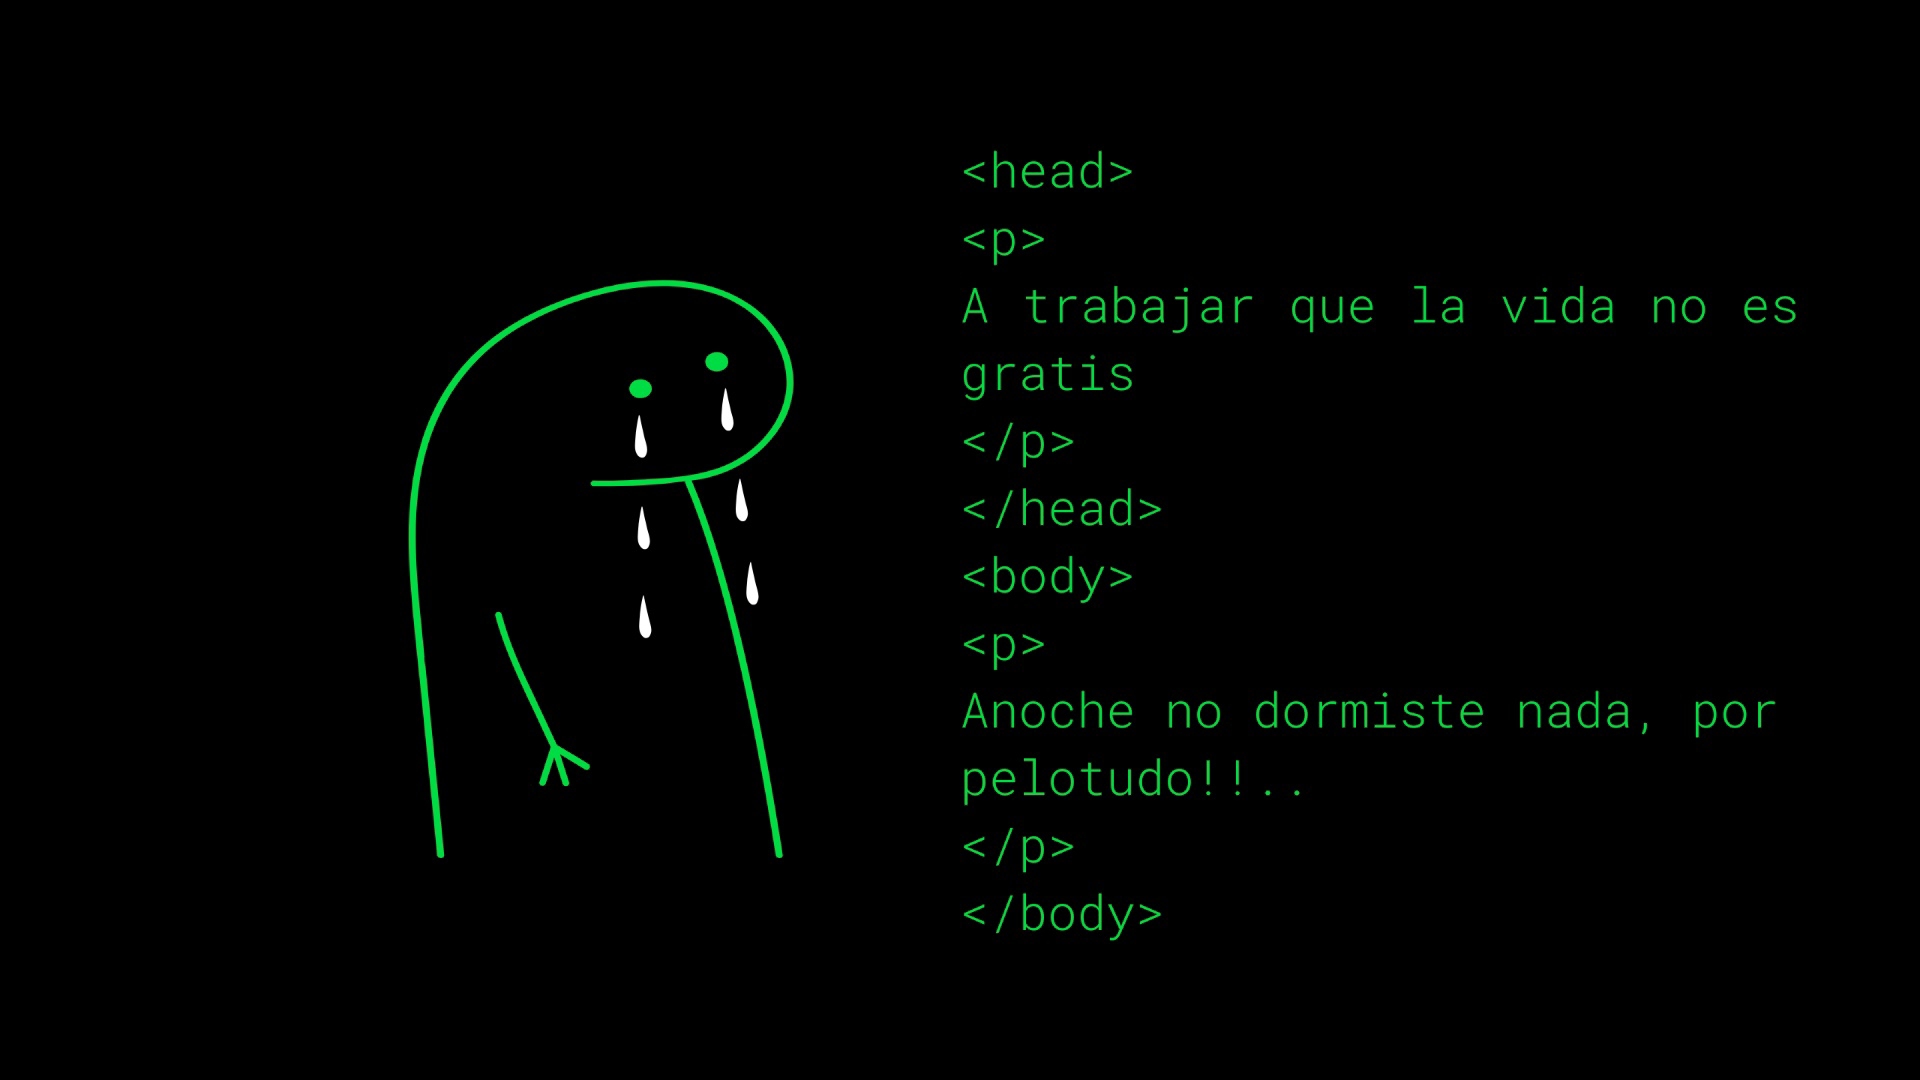 <head>
<p>
A trabajar que la vida no es
gratis
</p>
</head>
<body>
<p>
Anoche no dormiste nada, por
pelotudo!!..
</p>
</body>